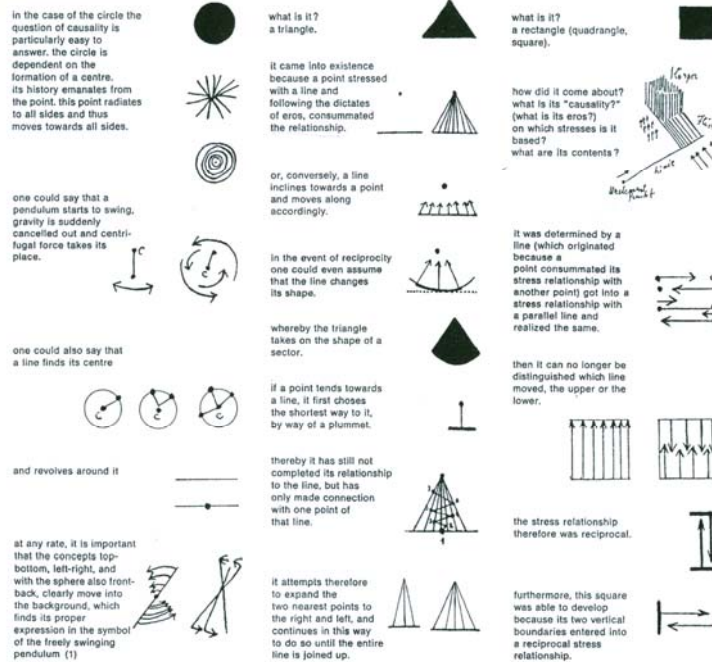 in the case of the circle the
question of causality is
particularly easy to
answer. the circle is
dependent on the
formation of a centre.
its history emanates from
the point. this point radiates
to all sides and thus
moves towards all sides.
one could say that a
pendulum starts to swing,
gravity is suddenly
cancelled out and centri-
fugal force takes its
place.
c
c
one could also say that
a line finds its centre
c
c
c
and revolves around it
at any rate, it is important
that the concepts top-
bottom, left-right, and
with the sphere also front-
back, clearly move into
the background, which
finds its proper
expression in the symbol
of the freely swinging
pendulum (1)
what is it?
a triangle.
it came into existence
because a point stressed
with a line and
following the dictates
of eros, consummated
the relationship.
or, conversely, a line
inclines towards a point
and moves along
accordingly.
in the event of reciprocity
one could even assume
that the line changes
its shape.
whereby the triangle
takes on the shape of a
sector.
if a point tends towards
a line, it first choses
the shortest way to it,
by way of a plummet.
thereby it has still not
completed its relationship
to the line, but has
only made connection
with one point of
that line.
it attempts therefore
to expand the
two nearest points to
the right and left, and
continues in this way
to do so until the entire
line is joined up.
what is it?
a rectangle (quadrangle,
square).
how did it come about?
what is its "causality?"
(what is its eros?)
on which stresses is it
based?
what are its contents?
Körper
limit
it was determined by a
line (which originated
because a
point consummated its
stress relationship with
another point) got into a
stress relationship with
a parallel line and
realized the same.
then it can no longer be
distinguished which line
moved, the upper or the
lower.
the stress relationship
therefore was reciprocal.
furthermore, this square
was able to develop
because its two vertical
boundaries entered into
a reciprocal stress
relationship.